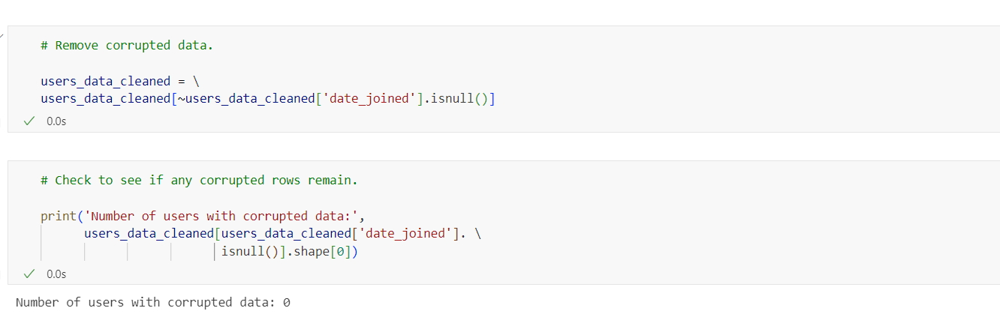 # Remove corrupted data.
users_data_cleaned = \
users_data_cleaned[~users_data_cleaned['date_joined'].isnull()]
0.0s
# Check to see if any corrupted rows remain.
print('Number of users with corrupted data:',
users_data_cleaned[users_data_cleaned['date_joined']. \
isnull()].shape[0])
0.0s
Number of users with corrupted data: 0